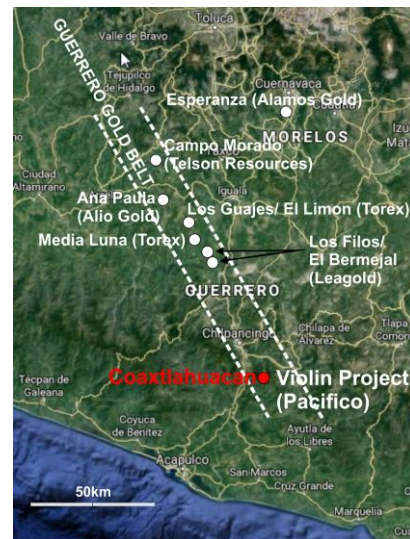 Toluca
Valle de Bravo
Tejupilco
de Hidalgo
GUERRERO GOLD BELT
Cuernavaca
Esperanza (Alamos Gold)
MORELOS
Campo Morado
(Telson Resources)
Ciudad
Altamirano
Iguala
Ana Paula
(Alio Gold)
Los Guajes/ El Limon (Torex)
Media Luna (Torex)
Los Filos/
El Bermejal
(Leagold)
GUERRERO
Chilpancingo
Chilapa de
Álvarez
Tlapa
Coaxtlahuacan
Violin Project
(Pacifico)
Técpan de
Galeana
Coyuca
de Benítez
Ayutla de
los Libres
Acapulco
San Marcos
Cruz Grande
Marquelia
50km